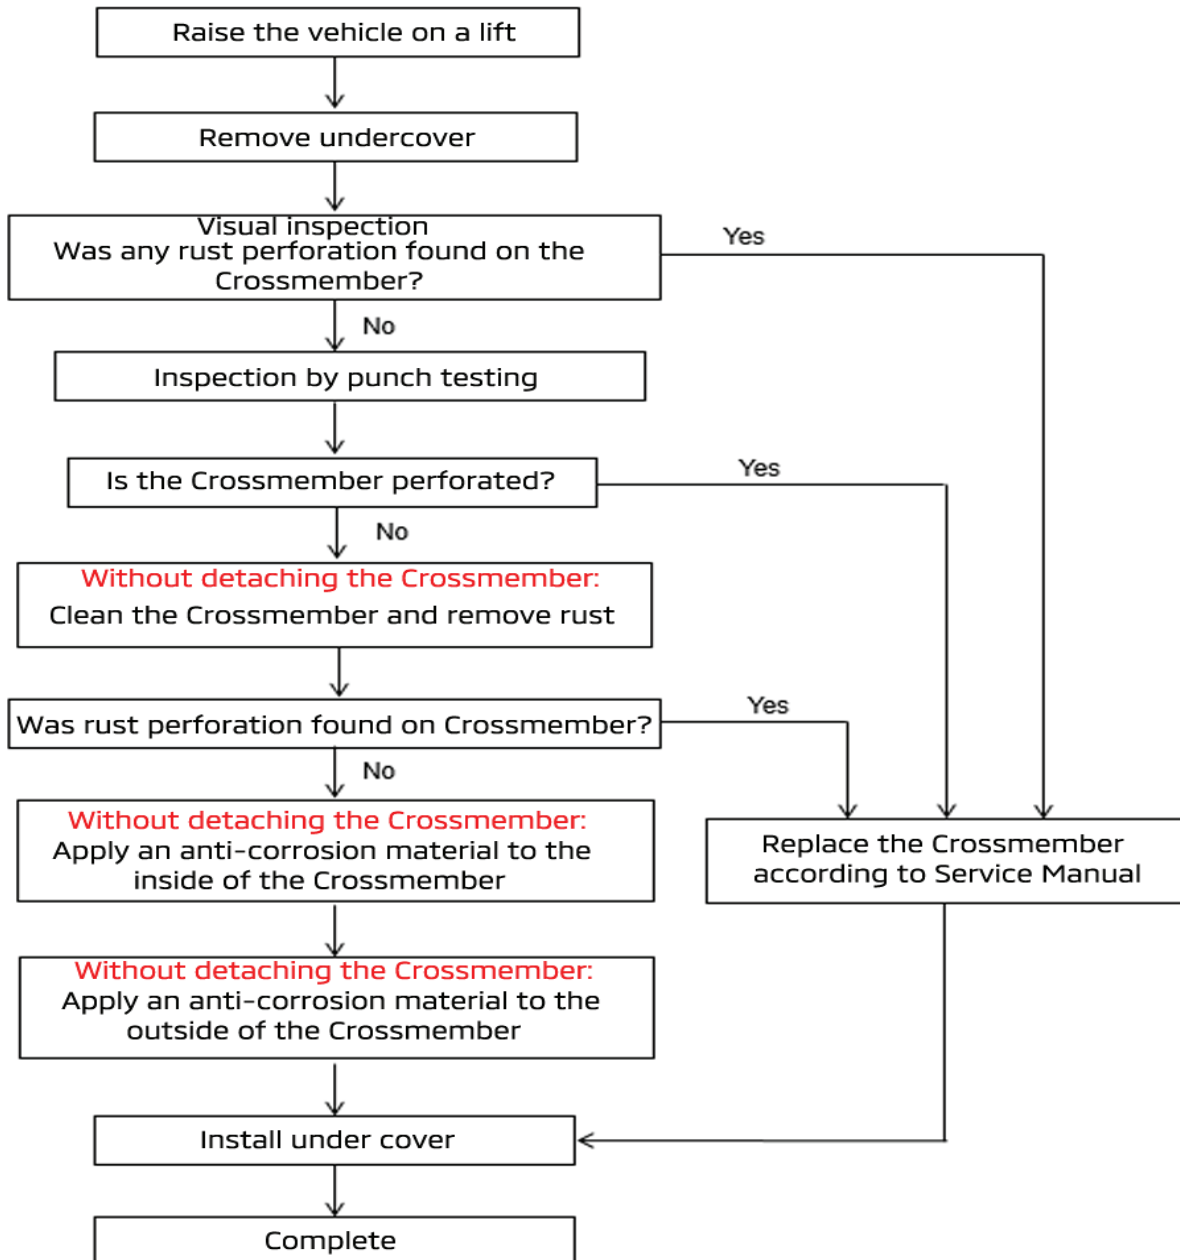 Raise the vehicle on a lift
Remove undercover
Visual inspection
Was any rust perforation found on the
Crossmember?
Yes
No
Inspection by punch testing
Is the Crossmember perforated?
Yes
No
Without detaching the Crossmember:
Clean the Crossmember and remove rust
Was rust perforation found on Crossmember?
Yes
No
Without detaching the Crossmember:
Apply an anti-corrosion material to the
inside of the Crossmember
Replace the Crossmember
according to Service Manual
Without detaching the Crossmember:
Apply an anti-corrosion material to the
outside of the Crossmember
Install under cover
Complete